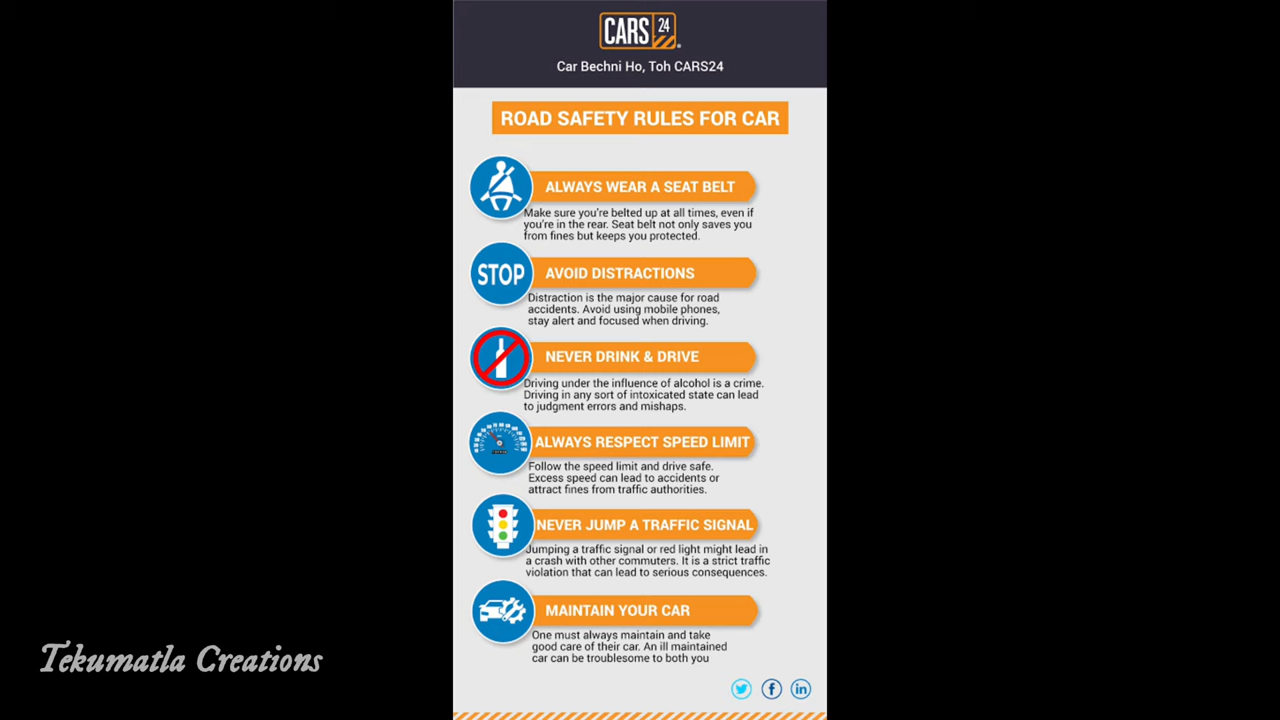 CARS 24
Car Bechni Ho, Toh CARS24
ROAD SAFETY RULES FOR CAR
ALWAYS WEAR A SEAT BELT
Make sure you're belted up at all times, even if
you're in the rear. Seat belt not only saves you
from fines but keeps you protected.
STOP
AVOID DISTRACTIONS
Distraction is the major cause for road
accidents. Avoid using mobile phones,
stay alert and focused when driving.
NEVER DRINK & DRIVE
Driving under the influence of alcohol is a crime.
Driving in any sort of intoxicated state can lead
to judgment errors and mishaps.
ALWAYS RESPECT SPEED LIMIT
Follow the speed limit and drive safe.
Excess speed can lead to accidents or
attract fines from traffic authorities.
NEVER JUMP A TRAFFIC SIGNAL
Jumping a traffic signal or red light might lead in
a crash with other commuters. It is a strict traffic
violation that can lead to serious consequences.
MAINTAIN YOUR CAR
One must always maintain and take
good care of their car. An ill maintained
car can be troublesome to both you
Tekumatla Creations